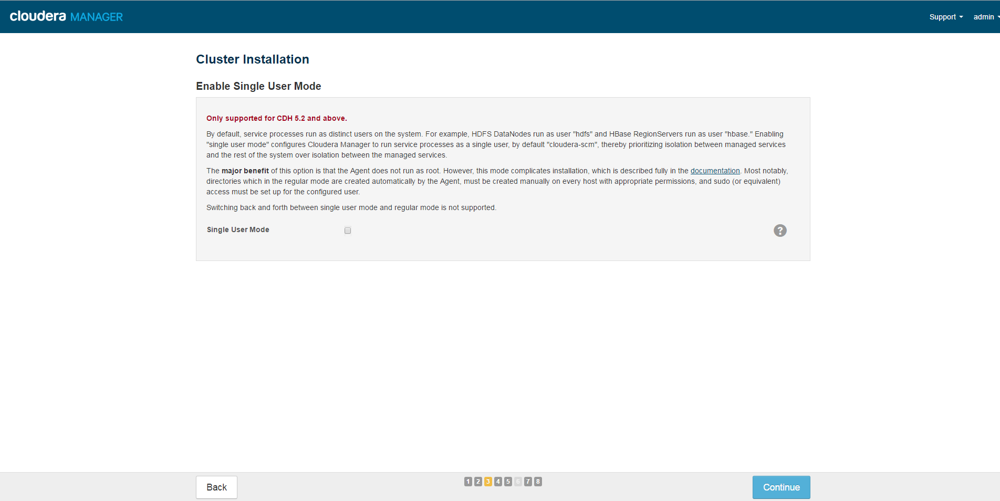 cloudera MANAGER
Support admin
Cluster Installation
Enable Single User Mode
Only supported for CDH 5.2 and above.
By default, service processes run as distinct users on the system. For example, HDFS DataNodes run as user "hdfs" and HBase RegionServers run as user "hbase." Enabling
"single user mode" configures Cloudera Manager to run service processes as a single user, by default "cloudera-scm", thereby prioritizing isolation between managed services
and the rest of the system over isolation between the managed services.
The major benefit of this option is that the Agent does not run as root. However, this mode complicates installation, which is described fully in the documentation. Most notably,
directories which in the regular mode are created automatically by the Agent, must be created manually on every host with appropriate permissions, and sudo (or equivalent)
access must be set up for the configured user.
Switching back and forth between single user mode and regular mode is not supported.
Single User Mode ?
Back 1 2 3 4 5 6 7 8 Continue